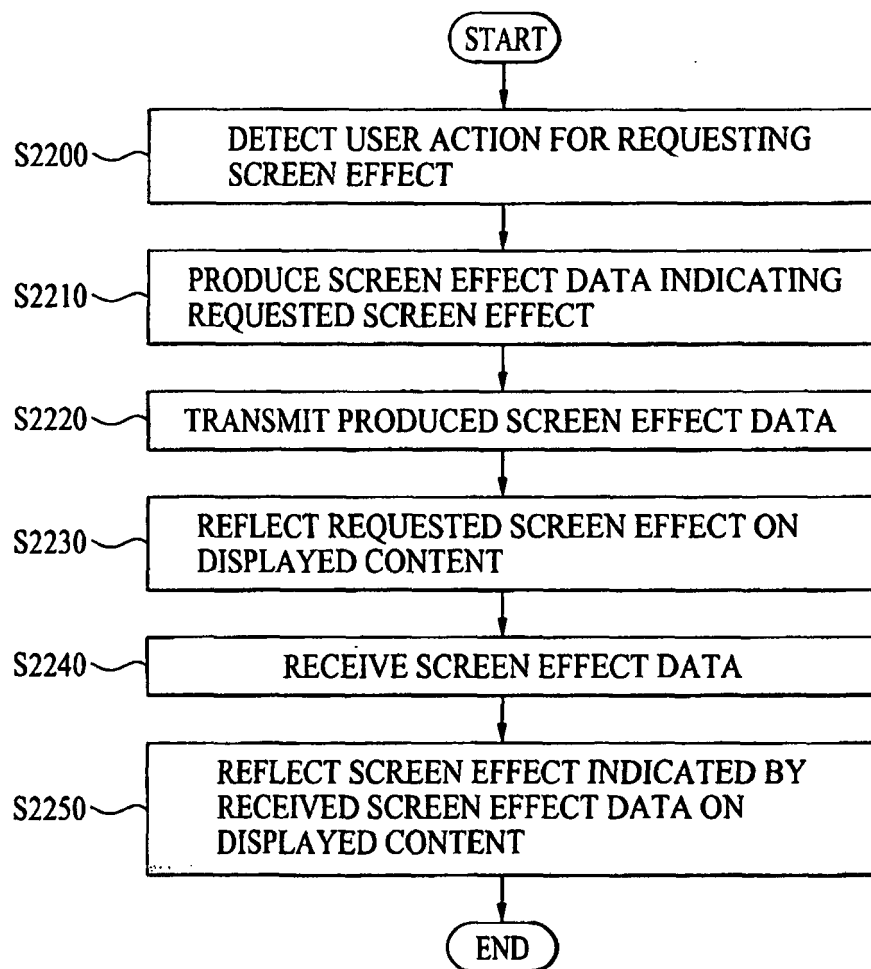 START
S2200
DETECT USER ACTION FOR REQUESTING
SCREEN EFFECT
S2210
PRODUCE SCREEN EFFECT DATA INDICATING
REQUESTED SCREEN EFFECT
S2220
TRANSMIT PRODUCED SCREEN EFFECT DATA
S2230
REFLECT REQUESTED SCREEN EFFECT ON
DISPLAYED CONTENT
S2240
RECEIVE SCREEN EFFECT DATA
S2250
REFLECT SCREEN EFFECT INDICATED BY
RECEIVED SCREEN EFFECT DATA ON
DISPLAYED CONTENT
END